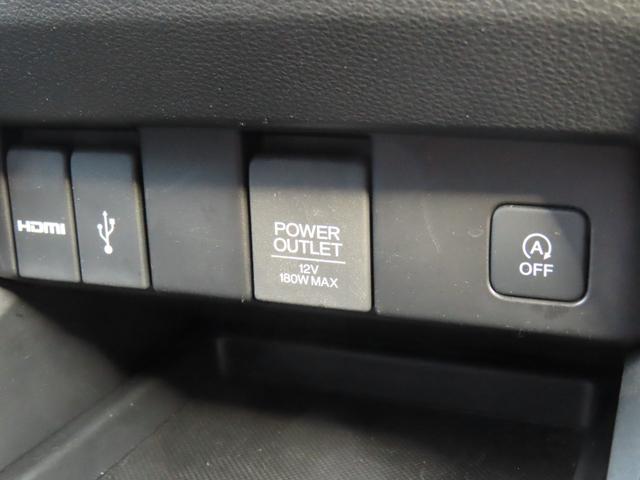 HDMI
POWER
OUTLET
12V
180W MAX
A
OFF